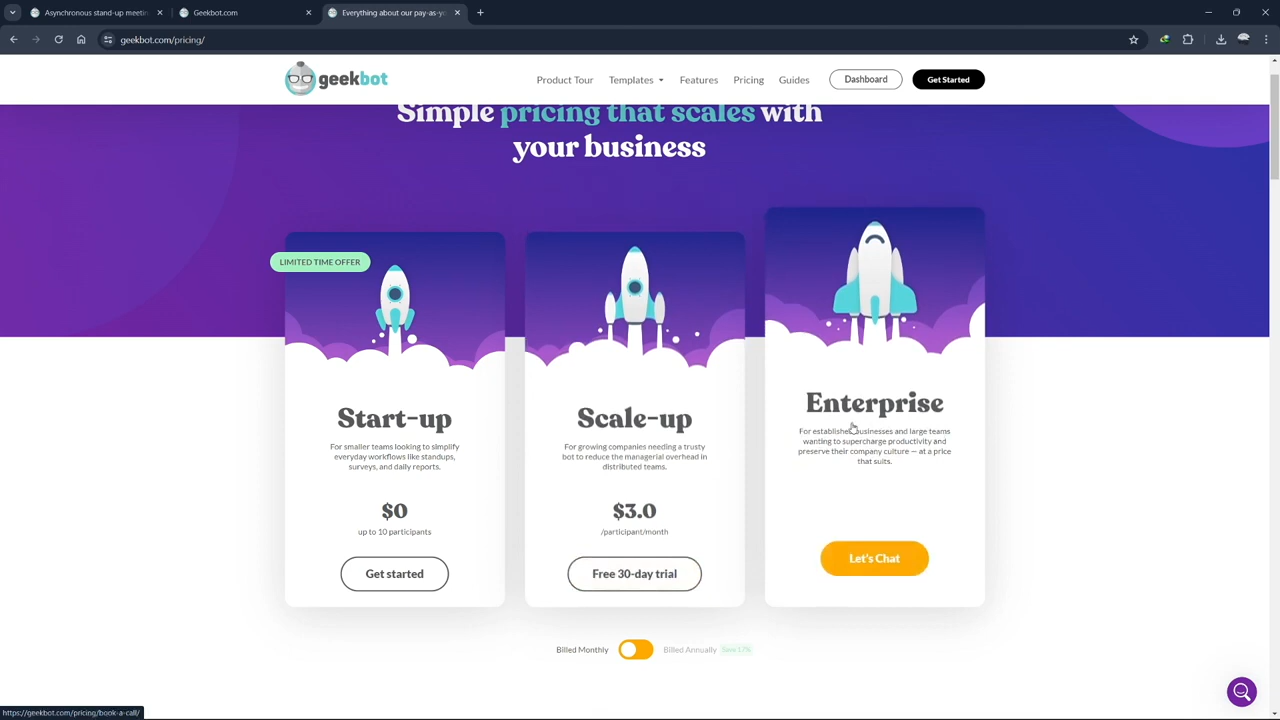 Asynchronous stand-up meetin
Geekbot.com
Everything about our pay-as-yo
geekbot.com/pricing/
geekbot
Product Tour
Templates
Features
Pricing
Guides
Dashboard
Get Started
Simple pricing that scales with
your business
LIMITED TIME OFFER
Start-up
For smaller teams looking to simplify
everyday workflows like standups,
surveys, and daily reports.
$0
up to 10 participants
Get started
Scale-up
For growing companies needing a trusty
bot to reduce the managerial overhead in
distributed teams.
$3.0
/participant/month
Free 30-day trial
Enterprise
For established businesses and large teams
wanting to supercharge productivity and
preserve their company culture — at a price
that suits.
Let's Chat
Billed Monthly
Billed Annually
Save 17%
https://geekbot.com/pricing/book-a-call/